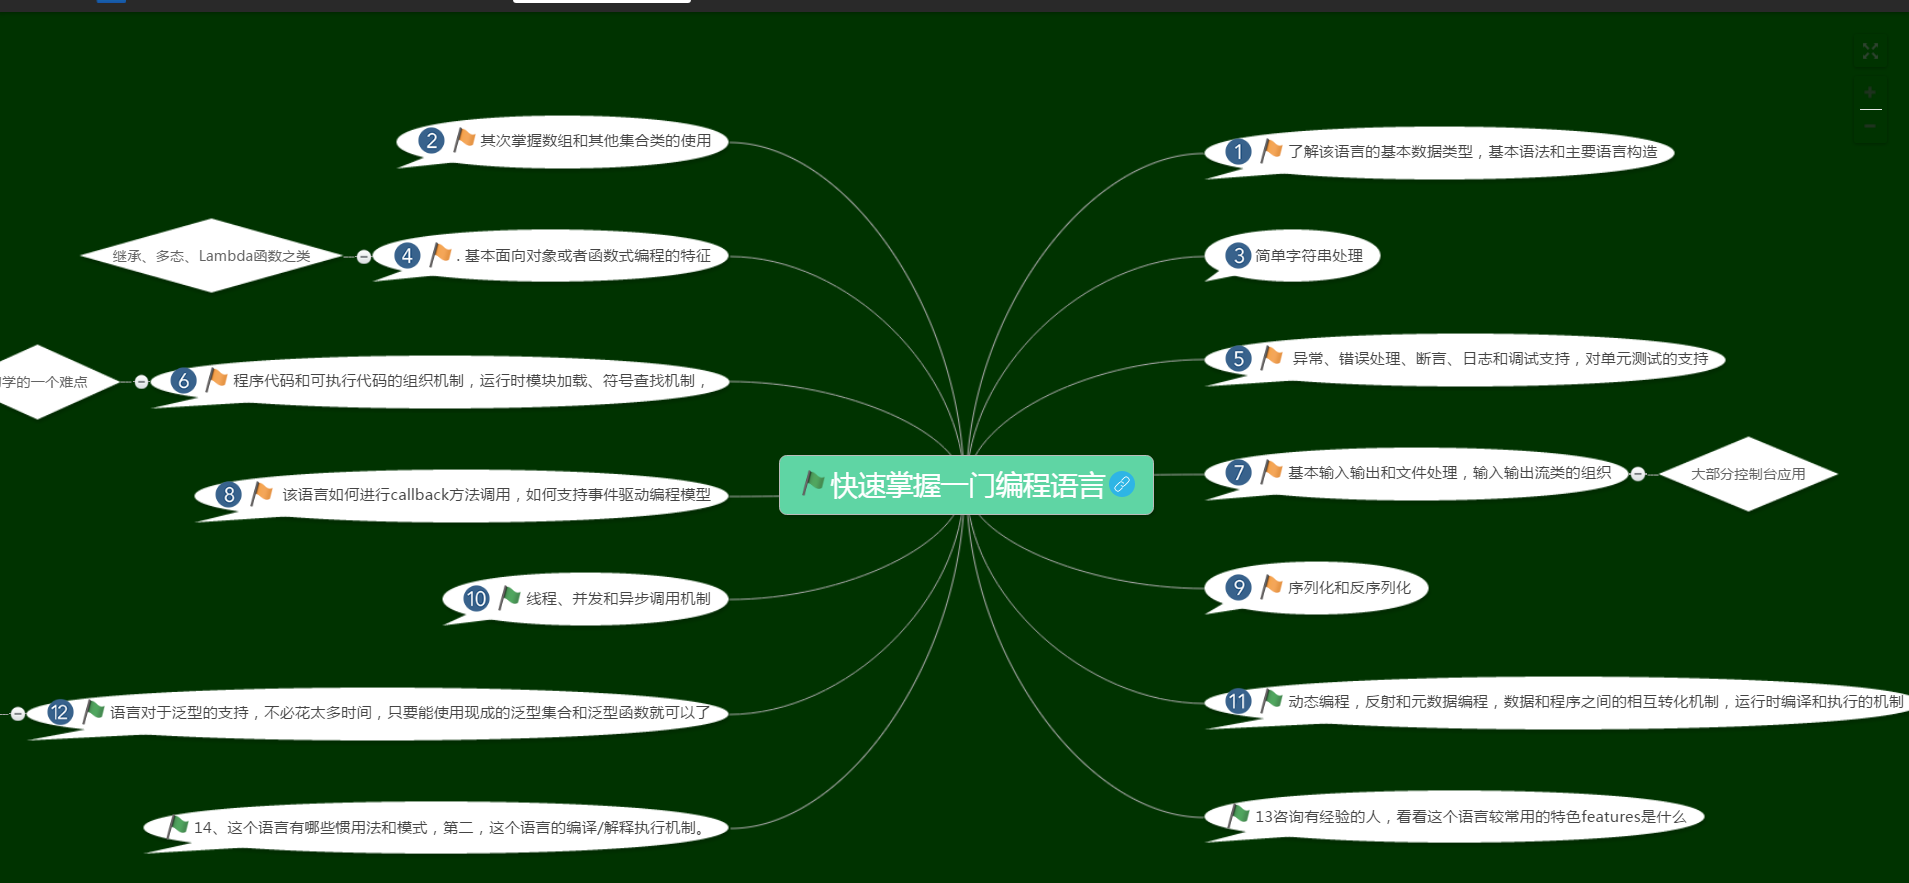 快速掌握一门编程语言
1 了解该语言的基本数据类型，基本语法和主要语言构造
2 其次掌握数组和其他集合类的使用
3 简单字符串处理
4 . 基本面向对象或者函数式编程的特征
继承、多态、Lambda函数之类
5 异常、错误处理、断言、日志和调试支持，对单元测试的支持
6 程序代码和可执行代码的组织机制，运行时模块加载、符号查找机制，
学的一个难点
7 基本输入输出和文件处理，输入输出流类的组织
大部分控制台应用
8 该语言如何进行callback方法调用，如何支持事件驱动编程模型
9 序列化和反序列化
10 线程、并发和异步调用机制
11 动态编程，反射和元数据编程，数据和程序之间的相互转化机制，运行时编译和执行的机制
12 语言对于泛型的支持，不必花太多时间，只要能使用现成的泛型集合和泛型函数就可以了
13咨询有经验的人，看看这个语言较常用的特色features是什么
14、这个语言有哪些惯用法和模式，第二，这个语言的编译/解释执行机制。